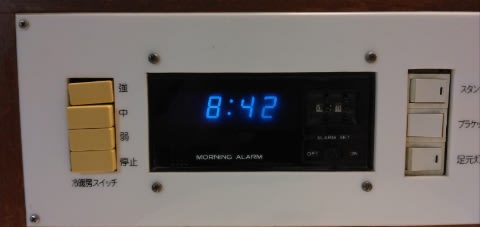 強
中
弱
停止
冷暖房スイッチ
8:42
ALARM SET
OFF ON
MORNING ALARM
スタン
ブラケッ
足元灯